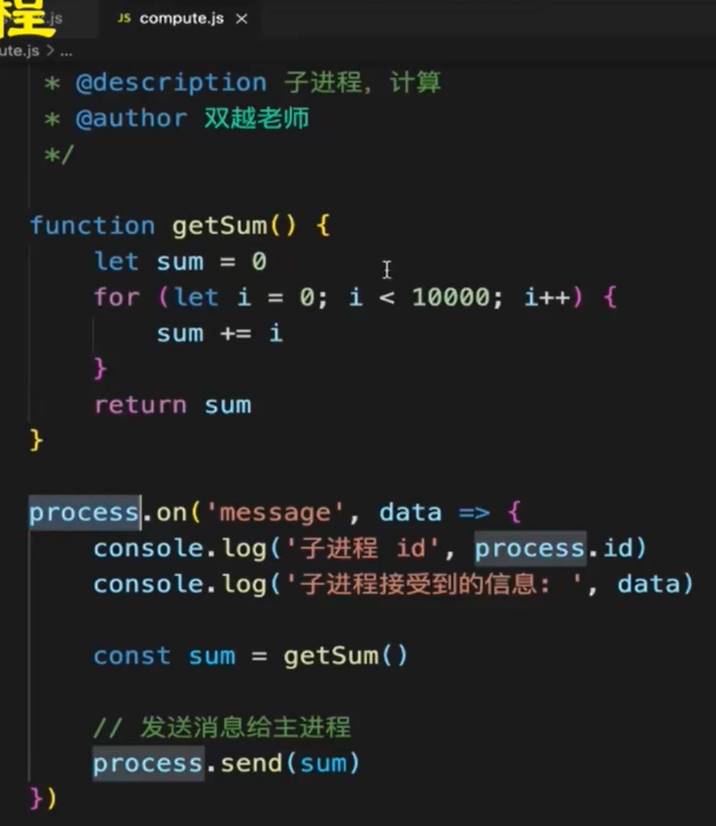 程
.js JS compute.js ×
ute.js > ...
* @description 子进程，计算
* @author 双越老师
*/
function getSum() {
let sum = 0
for (let i = 0; i < 10000; i++) {
sum += i
}
return sum
}
process.on('message', data => {
console.log('子进程 id', process.id)
console.log('子进程接受到的信息: ', data)
const sum = getSum()
// 发送消息给主进程
process.send(sum)
})